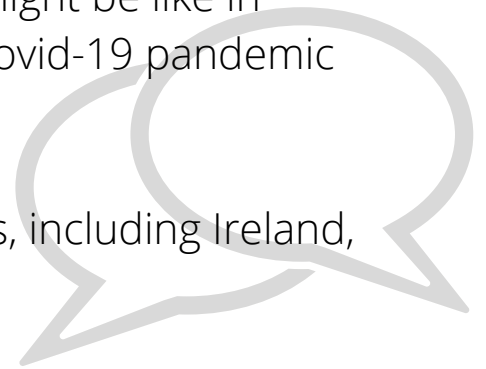 might be like in
ovid-19 pandemic
s, including Ireland,